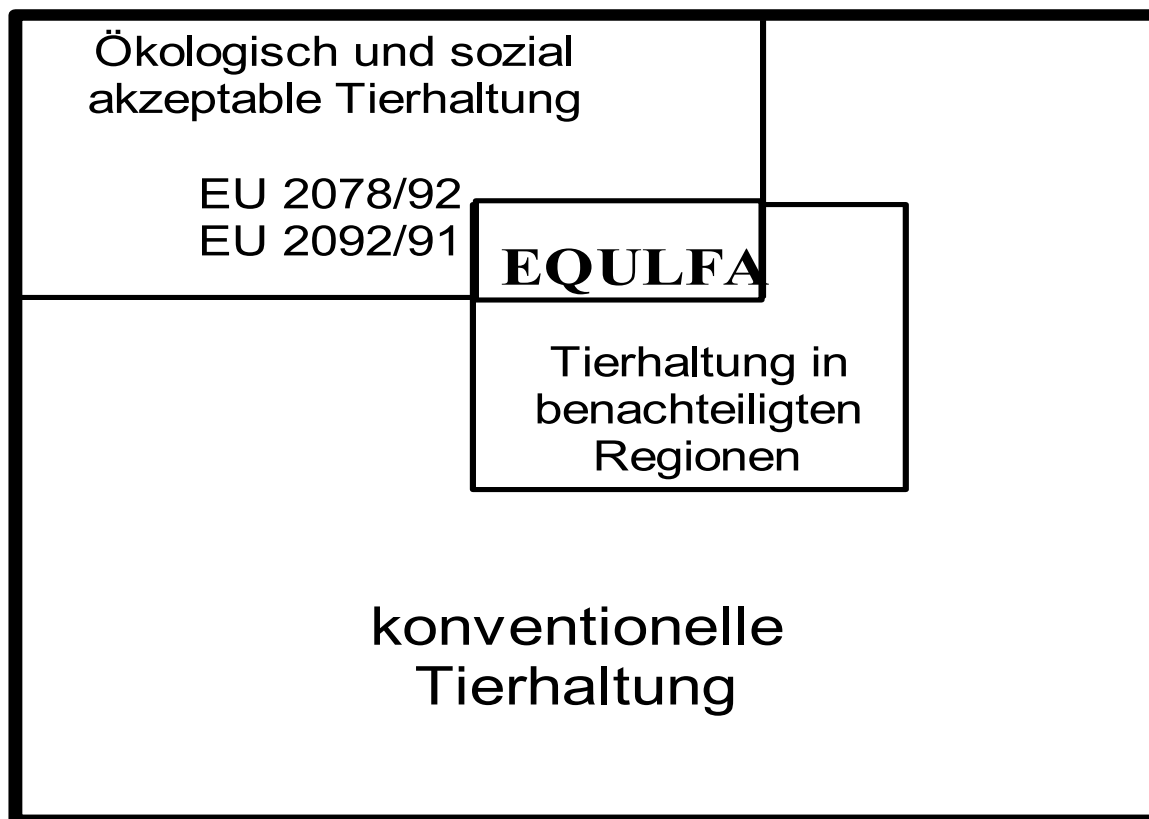 Ökologisch und sozial
akzeptable Tierhaltung
EU 2078/92
EU 2092/91
EQULFA
Tierhaltung in
benachteiligten
Regionen
konventionelle
Tierhaltung